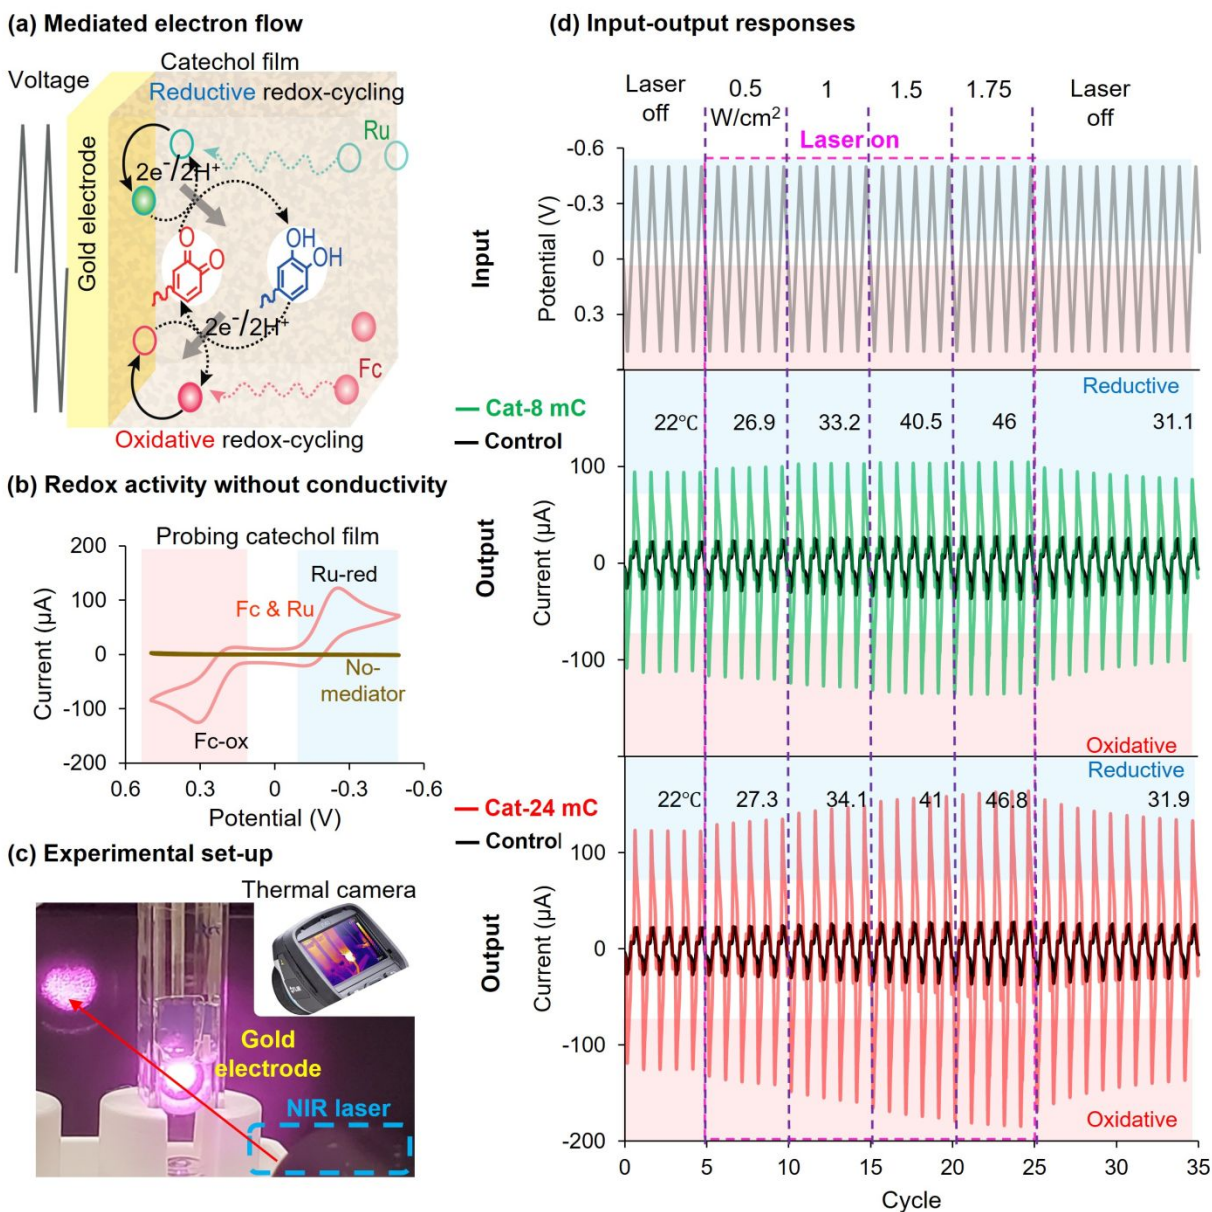 (a) Mediated electron flow
Voltage
Catechol film
Reductive redox-cycling
Gold electrode
Ru
2e⁻/2H⁺
O
O
OH
OH
2e⁻/2H⁺
Fc
Oxidative redox-cycling
(b) Redox activity without conductivity
Probing catechol film
Current (µA)
200
100
0
-100
-200
Ru-red
Fc & Ru
No-
mediator
Fc-ox
0.6
0.3
0
-0.3
-0.6
Potential (V)
(c) Experimental set-up
Thermal camera
Gold
electrode
NIR laser
(d) Input-output responses
Laser
off
0.5
W/cm²
1
1.5
1.75
Laser
off
Laser on
Input
Potential (V)
-0.6
-0.3
0
0.3
Cat-8 mC
Control
Output
Current (µA)
Reductive
22℃
26.9
33.2
40.5
46
31.1
100
0
-100
Oxidative
Cat-24 mC
Control
Output
Current (µA)
Reductive
22℃
27.3
34.1
41
46.8
31.9
100
0
-100
-200
Oxidative
0
5
10
15
20
25
30
35
Cycle